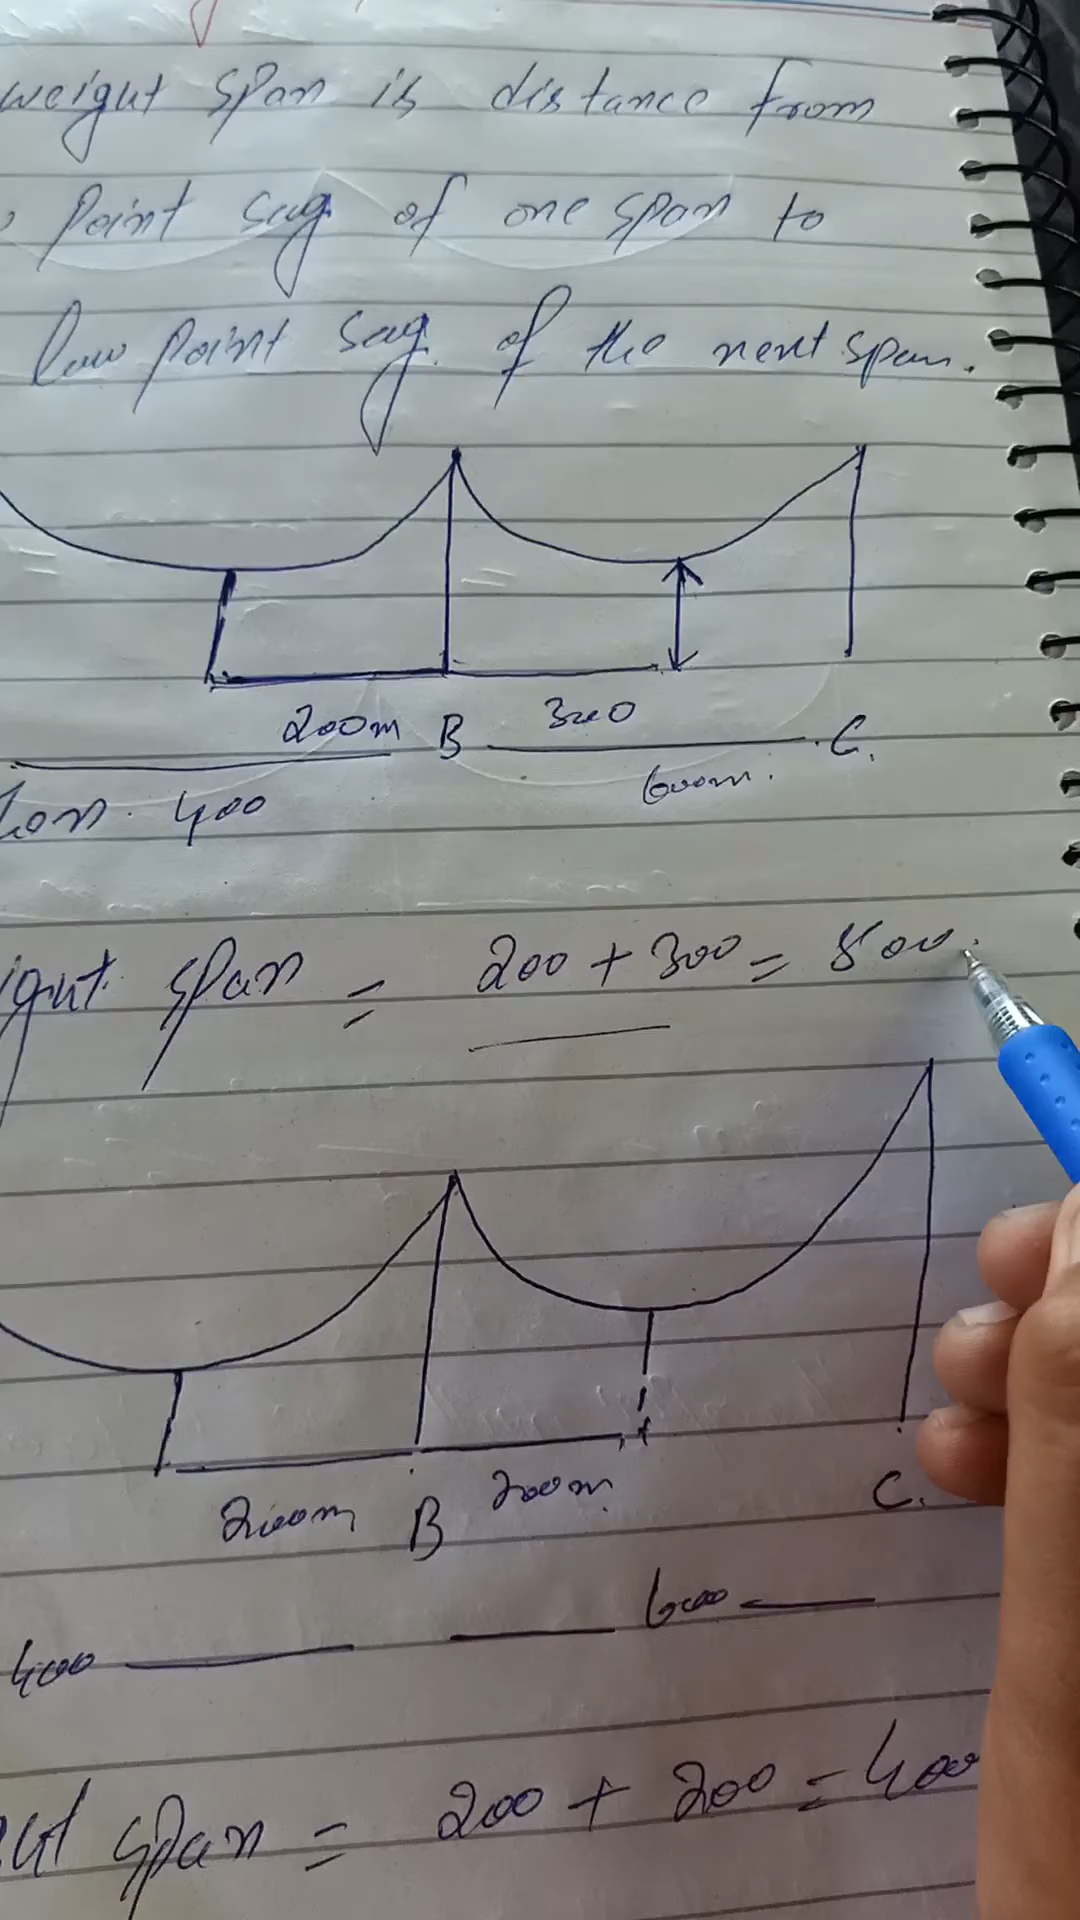 weight span is distance from
point sag of one span to
low point sag of the next span.
200m B 300 C.
600m.
400
span = 200 + 300 = 500.
200m B 200m C.
400 600
span = 200 + 200 = 400